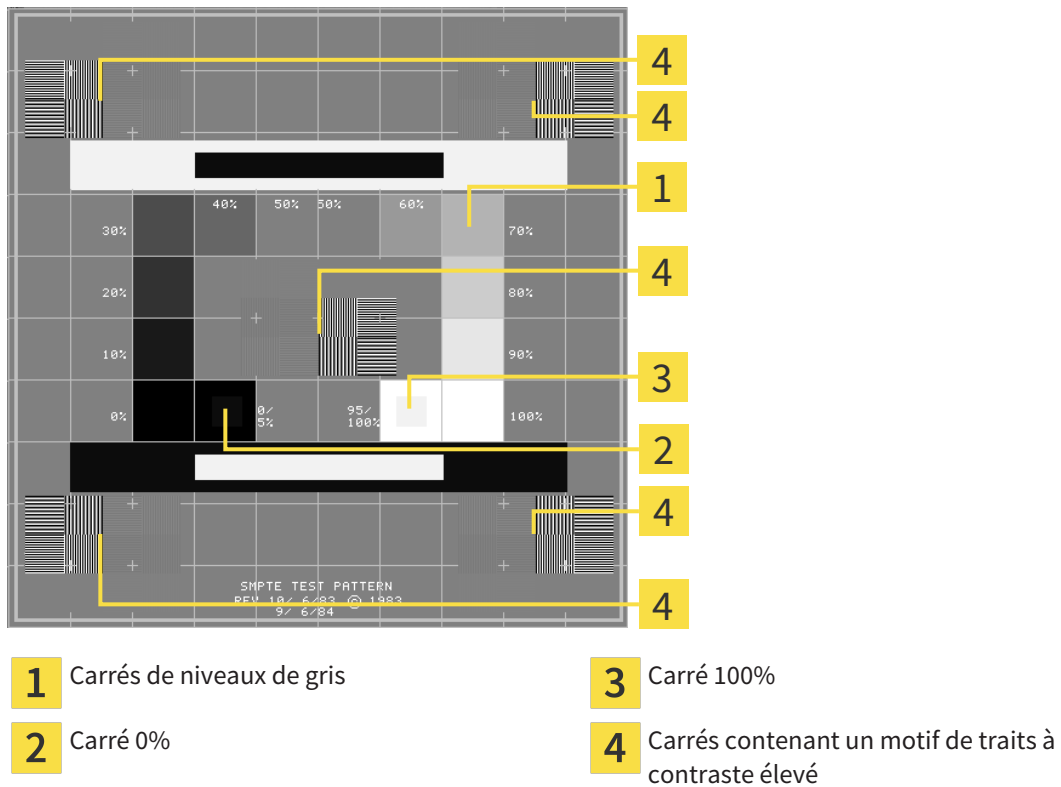 4
4
1
40% 50% 50% 60%
30% 70%
4
20% 80%
10% 90%
3
0% 0/ 95/ 100%
5% 100%
2
4
SMPTE TEST PATTERN
REV 10/ 6/83 © 1983
9/ 6/84
4
1 Carrés de niveaux de gris
2 Carré 0%
3 Carré 100%
4 Carrés contenant un motif de traits à
contraste élevé